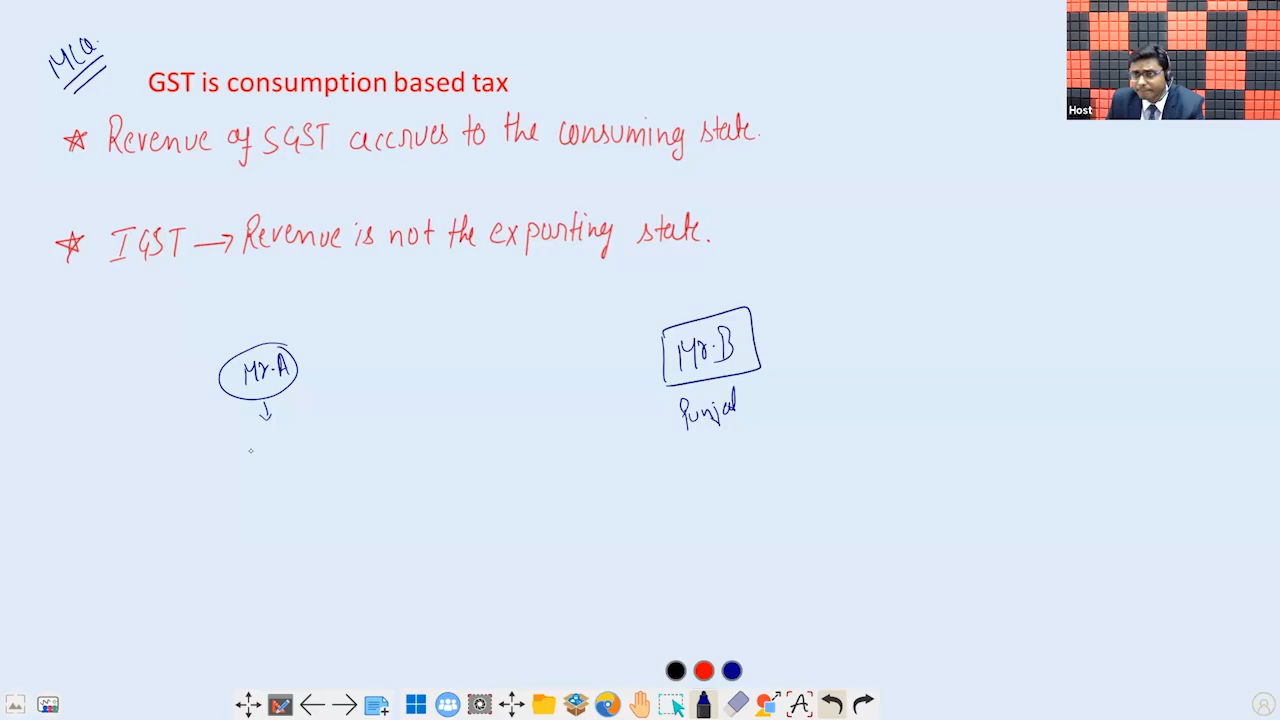 MCQ.
GST is consumption based tax
Revenue of SGST accrues to the consuming state.
IGST → Revenue is not the exporting state.
Mr. A
Mr. B
Punjab
Host